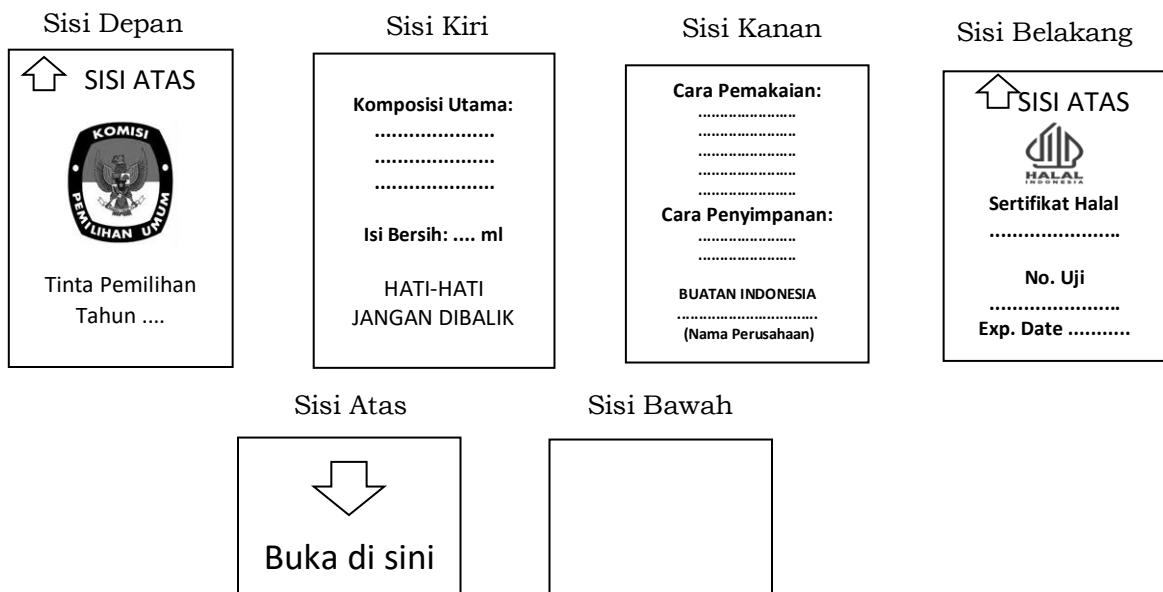 Sisi Depan
SISI ATAS
KOMISI
PEMILIHAN UMUM
Tinta Pemilihan
Tahun ....
Sisi Kiri
Komposisi Utama:
......................
......................
......................
Isi Bersih: .... ml
HATI-HATI
JANGAN DIBALIK
Sisi Kanan
Cara Pemakaian:
.......................
.......................
.......................
.......................
.......................
Cara Penyimpanan:
.......................
.......................
BUATAN INDONESIA
.................................
(Nama Perusahaan)
Sisi Belakang
SISI ATAS
HALAL
INDONESIA
Sertifikat Halal
.......................
No. Uji
.......................
Exp. Date ...........
Sisi Atas
Buka di sini
Sisi Bawah